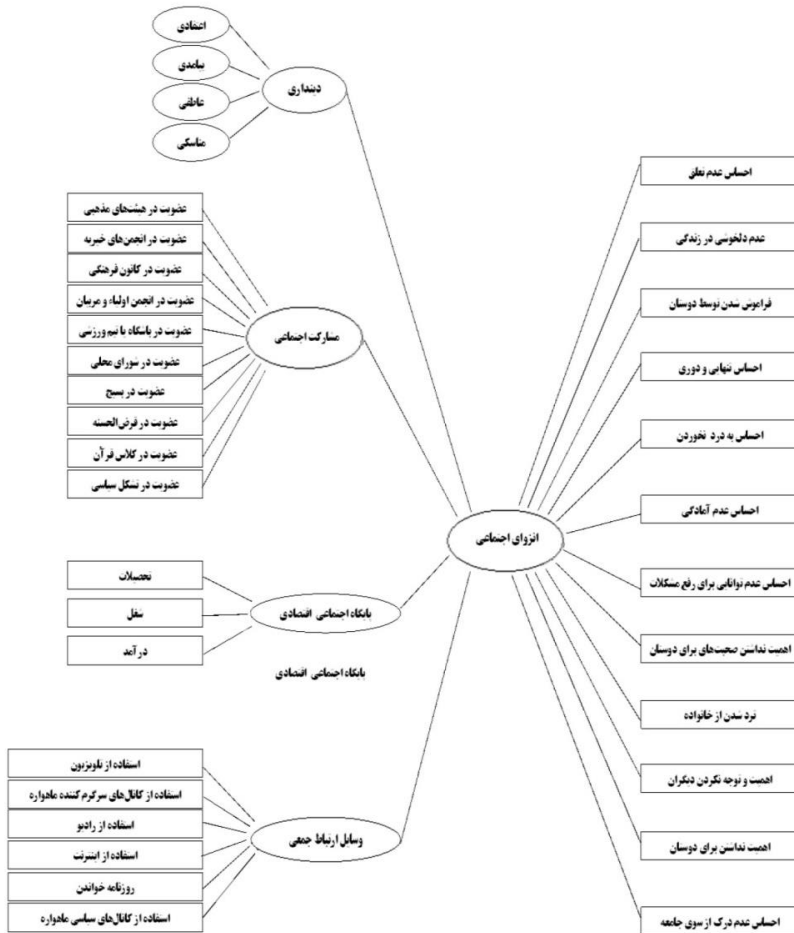 دینداری
اعتقادی
پیامدی
عاطفی
مناسکی
مشارکت اجتماعی
عضویت در هیئت‌های مذهبی
عضویت در انجمن‌های خیریه
عضویت در کانون فرهنگی
عضویت در انجمن اولیاء و مربیان
عضویت در باشگاه یا تیم ورزشی
عضویت در شورای محلی
عضویت در بسیج
عضویت در قرض‌الحسنه
عضویت در کلاس قرآن
عضویت در تشکل سیاسی
پایگاه اجتماعی اقتصادی
تحصیلات
شغل
درآمد
پایگاه اجتماعی اقتصادی
وسایل ارتباط جمعی
استفاده از تلویزیون
استفاده از کانال‌های سرگرم کننده ماهواره
استفاده از رادیو
استفاده از اینترنت
روزنامه خواندن
استفاده از کانال‌های سیاسی ماهواره
انزوای اجتماعی
احساس عدم تعلق
عدم دلخوشی در زندگی
فراموش شدن توسط دوستان
احساس تنهایی و دوری
احساس به درد نخوردن
احساس عدم آمادگی
احساس عدم توانایی برای رفع مشکلات
اهمیت نداشتن صحبت‌های برای دوستان
ترد شدن از خانواده
اهمیت و توجه نکردن دیگران
اهمیت نداشتن برای دوستان
احساس عدم درک از سوی جامعه